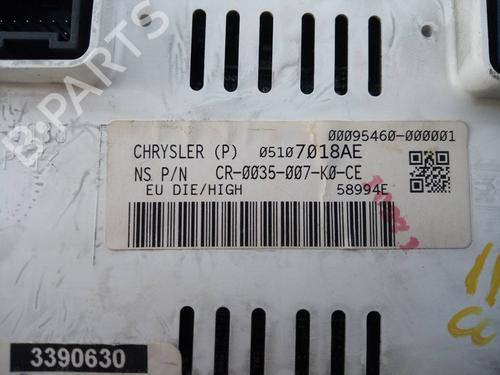 B-PARTS
00095460-000001
CHRYSLER (P) 05107018AE
NS P/N CR-0035-007-K0-CE
EU DIE/HIGH 58994E
3390630